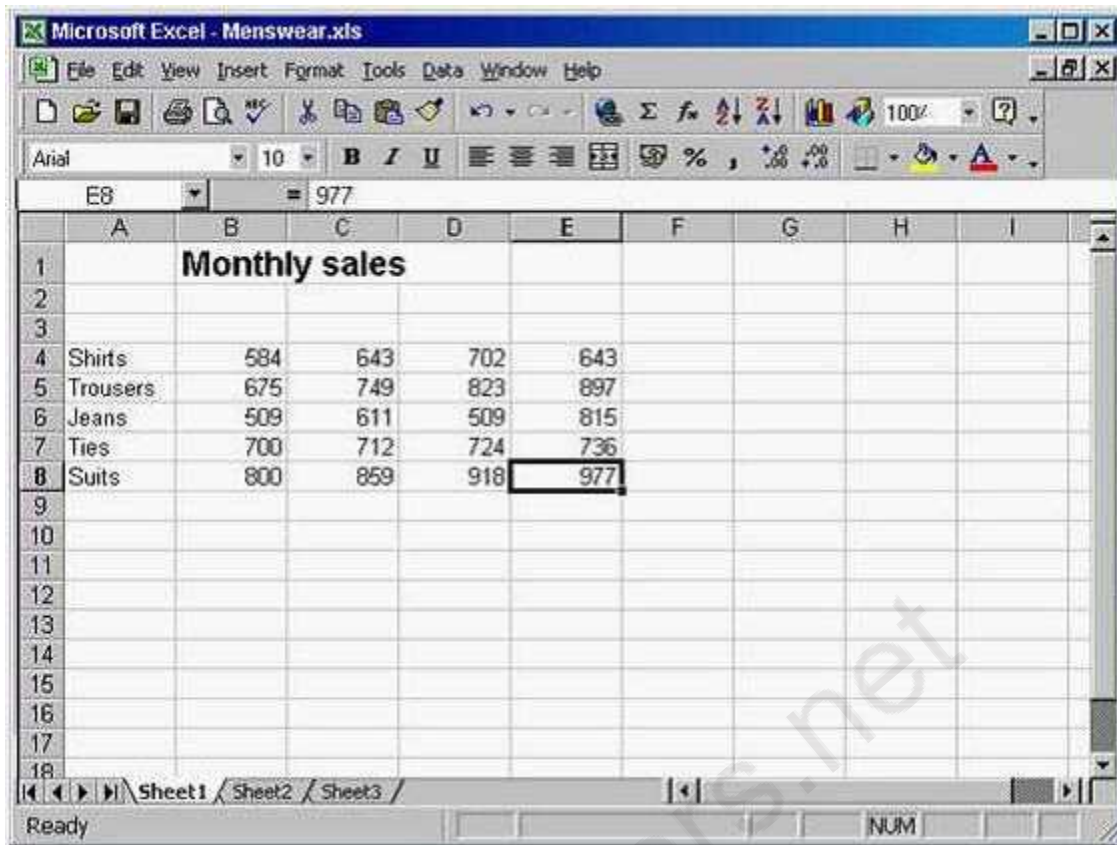 Microsoft Excel - Menswear.xls
File Edit View Insert Format Tools Data Window Help
100%
Arial 10 B I U % ,
E8 = 977
A B C D E F G H I
1 Monthly sales
2
3
4 Shirts 584 643 702 643
5 Trousers 675 749 823 897
6 Jeans 509 611 509 815
7 Ties 700 712 724 736
8 Suits 800 859 918 977
9
10
11
12
13
14
15
16
17
18
Sheet1 Sheet2 Sheet3
Ready NUM